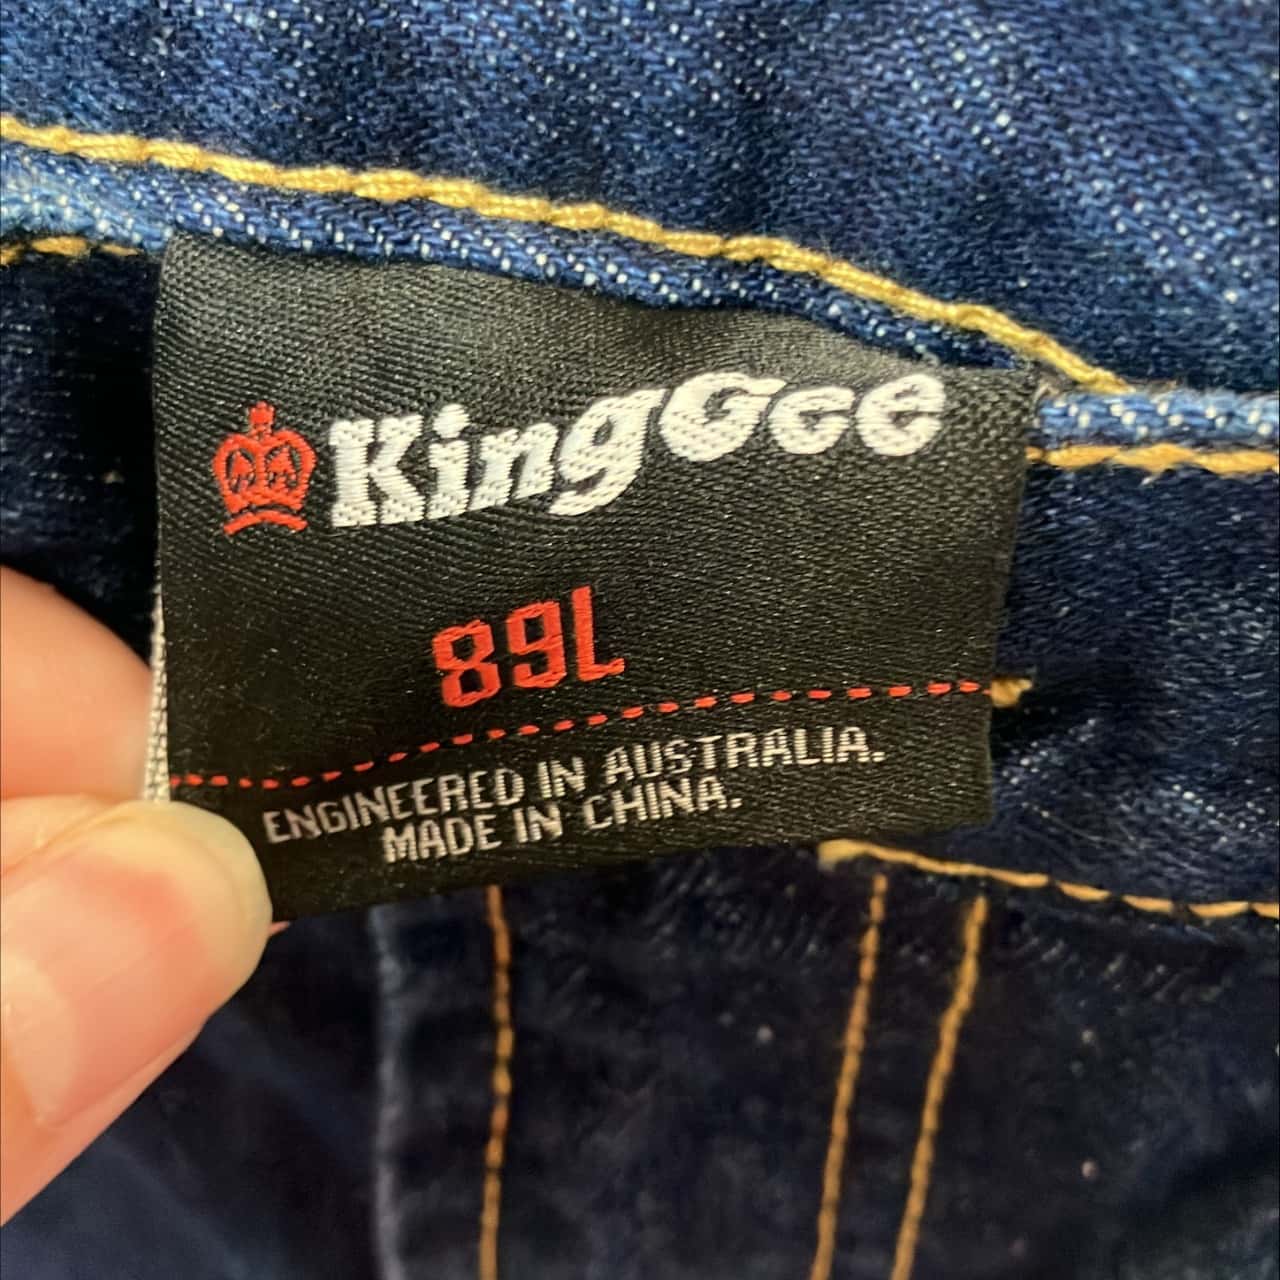 KingGee
89L
ENGINEERED IN AUSTRALIA.
MADE IN CHINA.